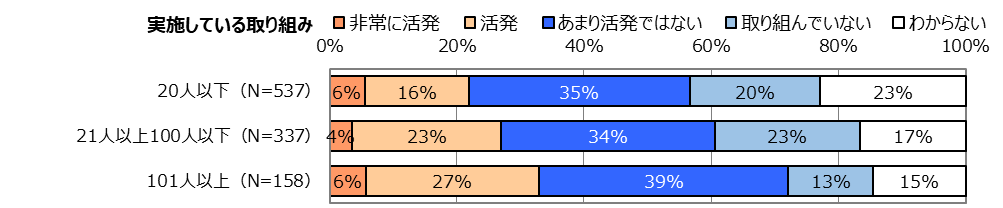 実施している取り組み 非常に活発 活発 あまり活発ではない 取り組んでいない わからない
0% 20% 40% 60% 80% 100%
20人以下（N=537） 6% 16% 35% 20% 23%
21人以上100人以下（N=337） 4% 23% 34% 23% 17%
101人以上（N=158） 6% 27% 39% 13% 15%